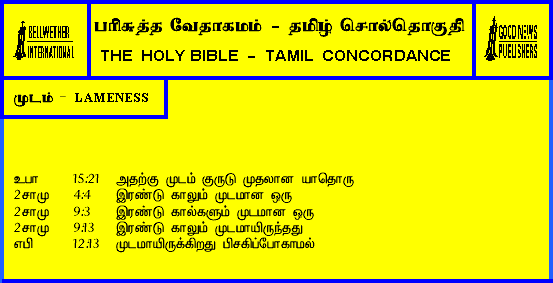 BELLWETHER
INTERNATIONAL
பரிசுத்த வேதாகமம் - தமிழ் சொல்தொகுதி
THE HOLY BIBLE - TAMIL CONCORDANCE
GOOD NEWS
PUBLISHERS
முடம் - LAMENESS
உபா 15:21 அதற்கு முடம் குருடு முதலான யாதொரு
2சாமு 4:4 இரண்டு காலும் முடமான ஒரு
2சாமு 9:3 இரண்டு கால்களும் முடமான ஒரு
2சாமு 9:13 இரண்டு காலும் முடமாயிருந்தது
எபி 12:13 முடமாயிருக்கிறது பிசகிப்போகாமல்